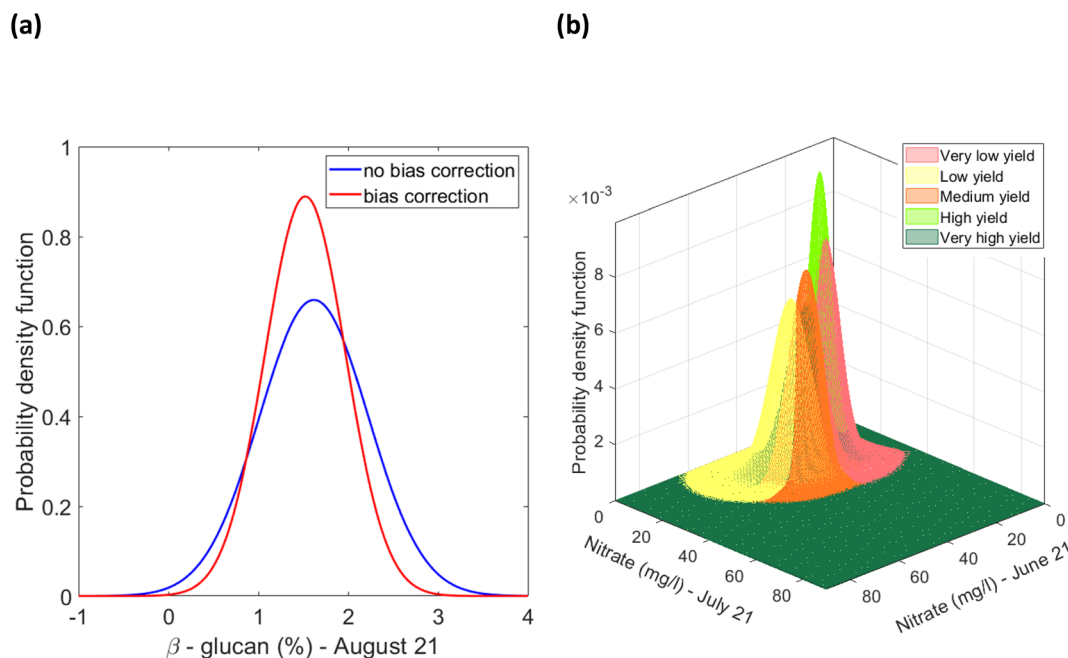 (a)
(b)
1
0.8
0.6
0.4
0.2
0
-1
0
1
2
3
4
Probability density function
β - glucan (%) - August 21
no bias correction
bias correction
× 10⁻³
8
6
4
2
0
Probability density function
20
40
60
80
Nitrate (mg/l) - July 21
80
60
40
20
0
Nitrate (mg/l) - June 21
Very low yield
Low yield
Medium yield
High yield
Very high yield